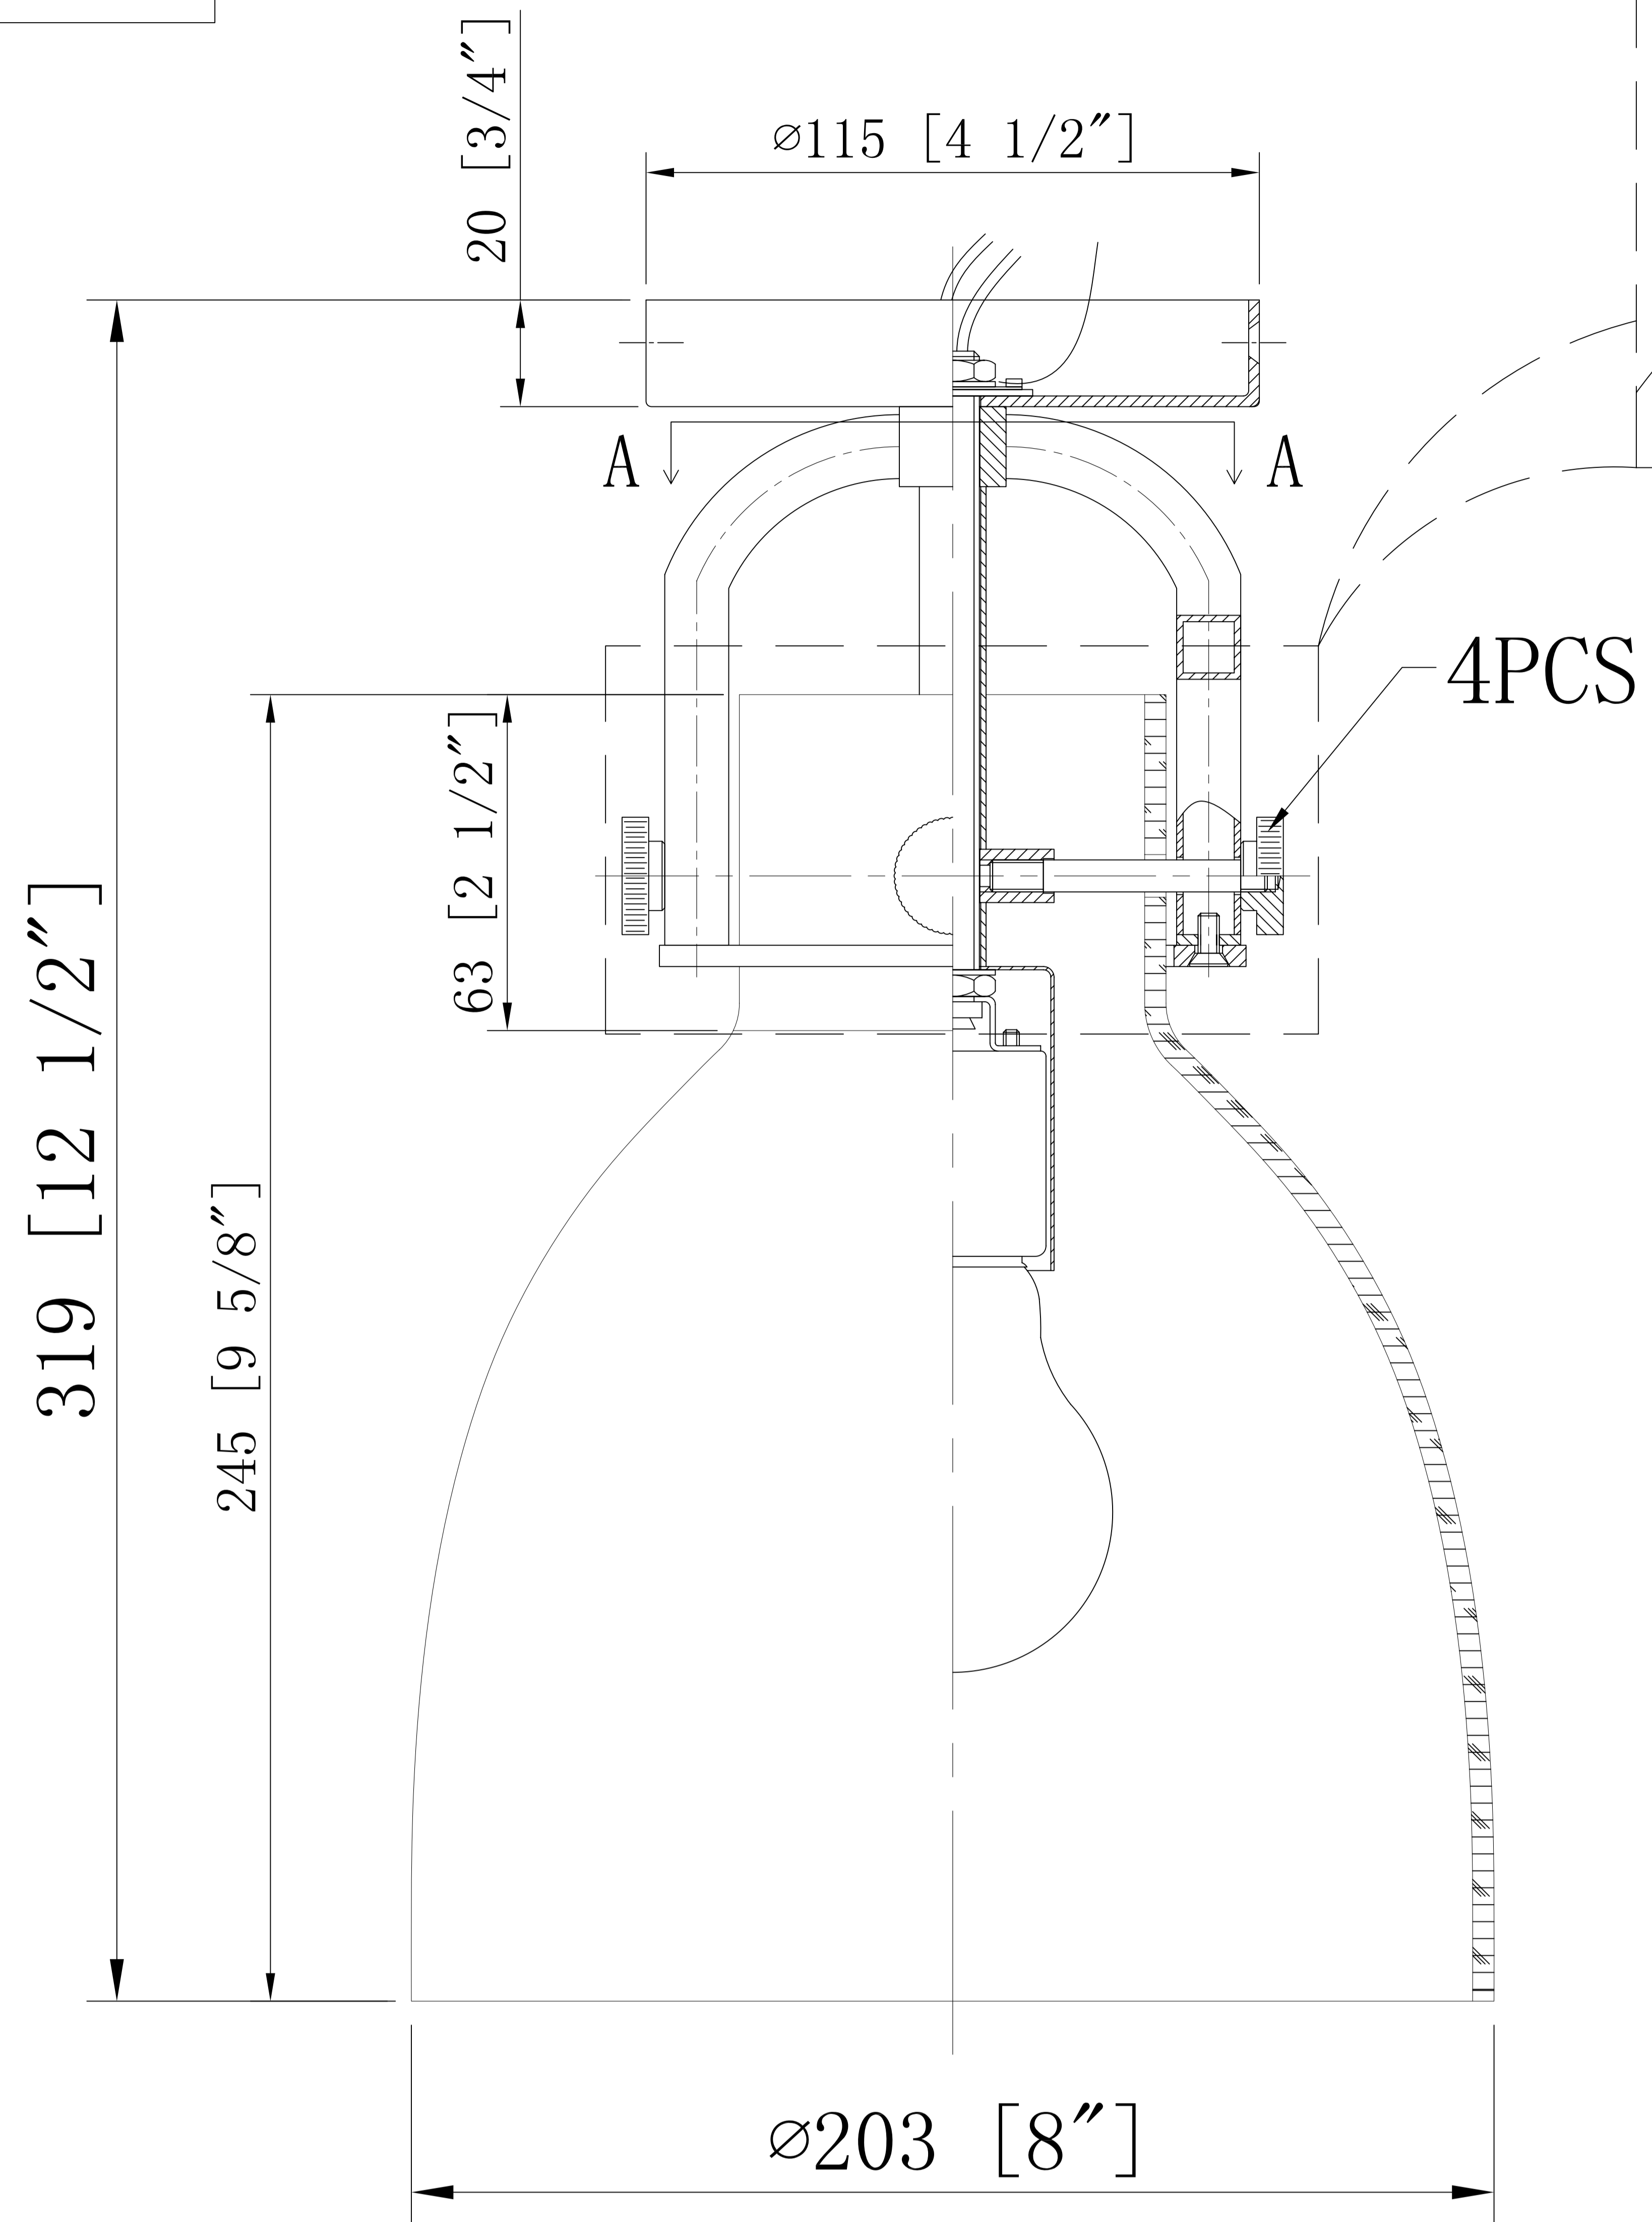 20 [3/4"]
⌀115 [4 1/2"]
A A
4PCS
63 [2 1/2"]
319 [12 1/2"]
245 [9 5/8"]
⌀203 [8"]